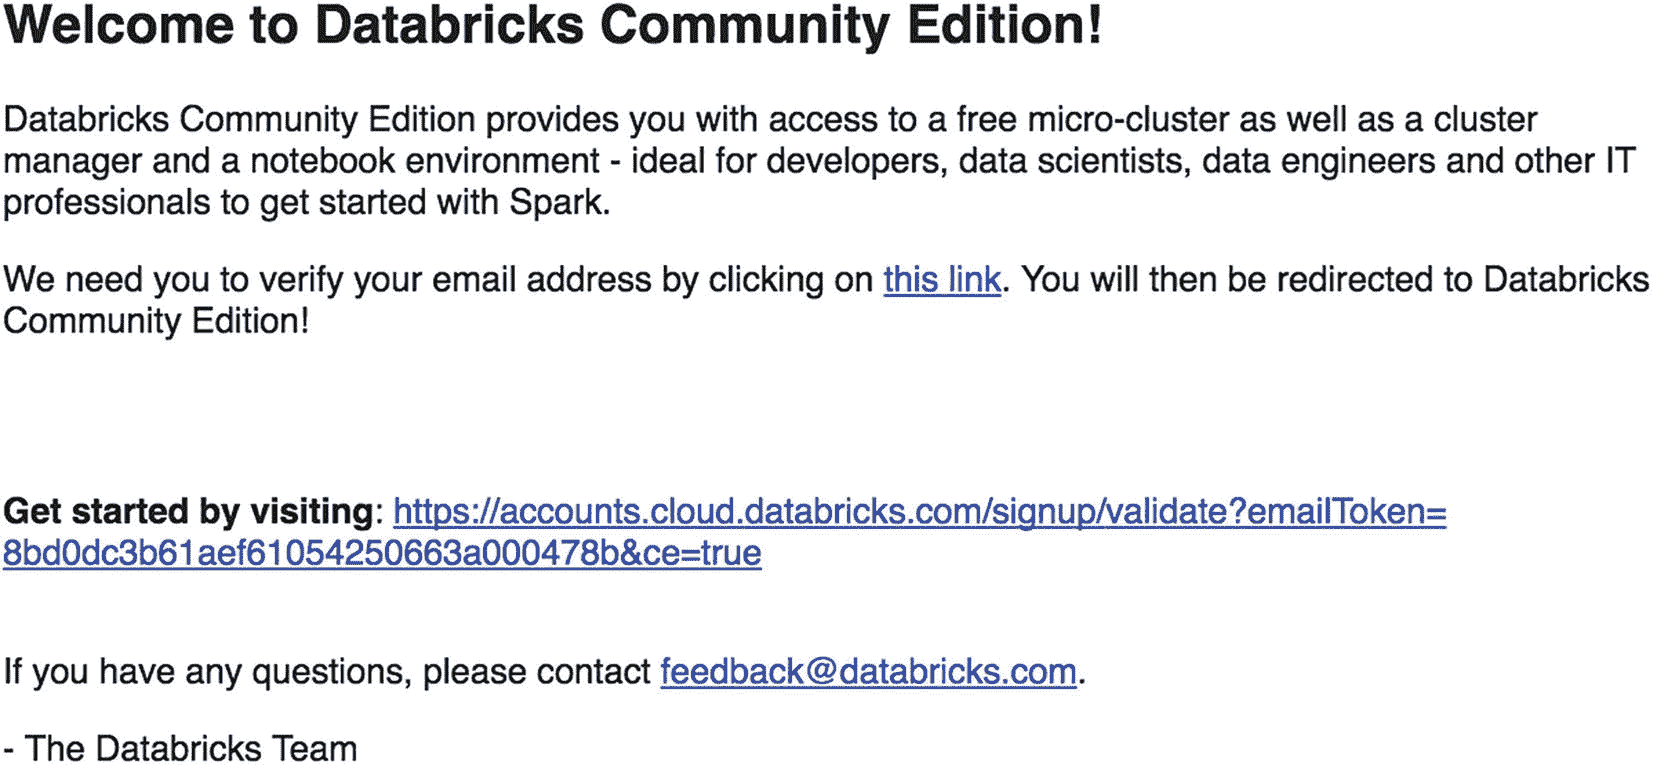 Welcome to Databricks Community Edition!
Databricks Community Edition provides you with access to a free micro-cluster as well as a cluster
manager and a notebook environment - ideal for developers, data scientists, data engineers and other IT
professionals to get started with Spark.
We need you to verify your email address by clicking on this link. You will then be redirected to Databricks
Community Edition!
Get started by visiting: https://accounts.cloud.databricks.com/signup/validate?emailToken=
8bd0dc3b61aef61054250663a000478b&ce=true
If you have any questions, please contact feedback@databricks.com.
- The Databricks Team